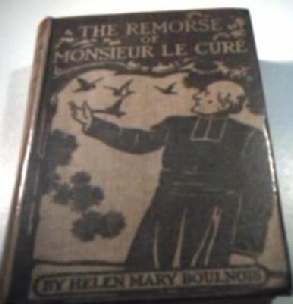 THE REMORSE
OF
MONSIEUR LE CURÉ
BY HELEN MARY BOULNOIS